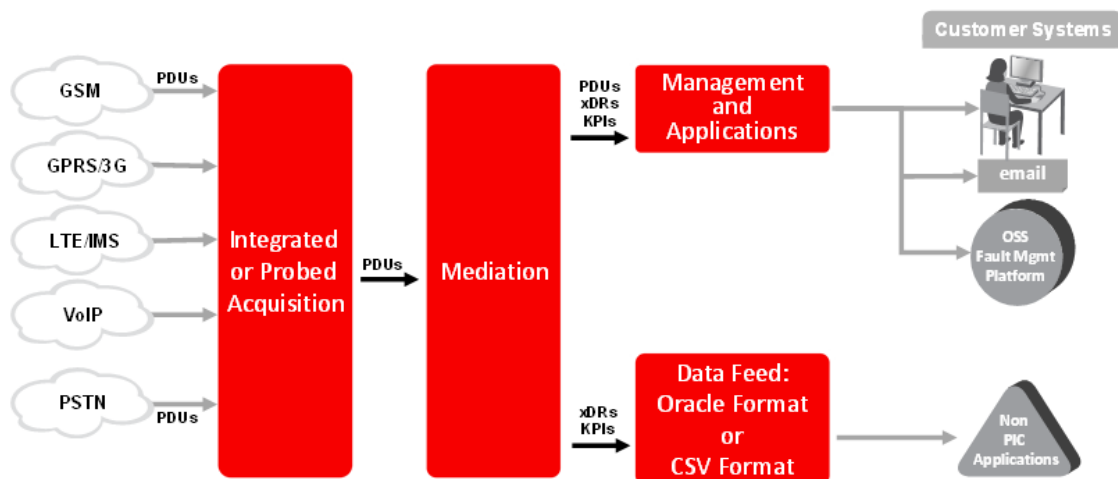 Customer Systems
GSM
PDUs
GPRS/3G
LTE/IMS
VoIP
PSTN
PDUs
Integrated
or Probed
Acquisition
PDUs
Mediation
PDUs
xDRs
KPIs
Management
and
Applications
email
OSS
Fault Mgmt
Platform
xDRs
KPIs
Data Feed:
Oracle Format
or
CSV Format
Non
PIC
Applications